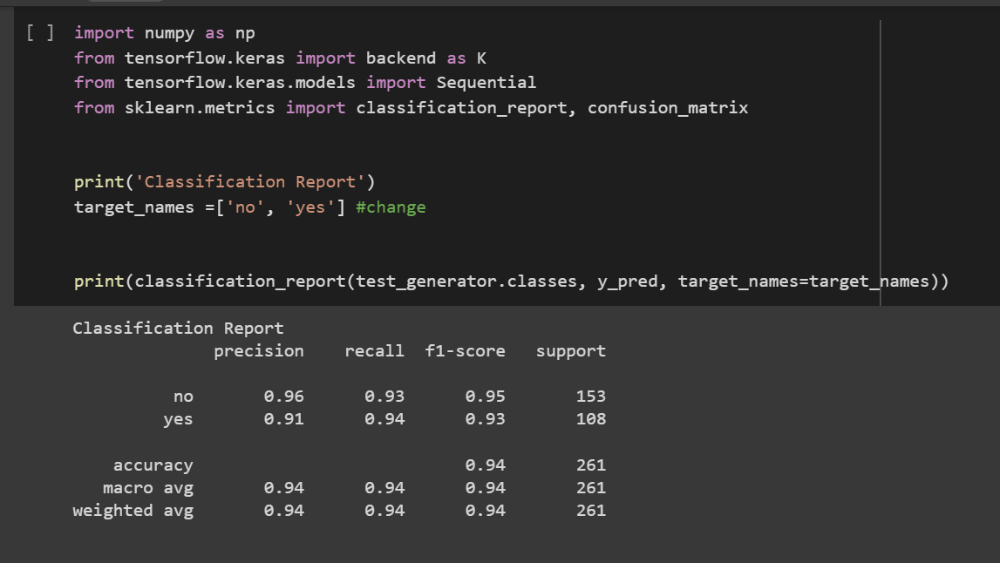 [ ] import numpy as np
from tensorflow.keras import backend as K
from tensorflow.keras.models import Sequential
from sklearn.metrics import classification_report, confusion_matrix
print('Classification Report')
target_names =['no', 'yes'] #change
print(classification_report(test_generator.classes, y_pred, target_names=target_names))
Classification Report
precision recall f1-score support
no 0.96 0.93 0.95 153
yes 0.91 0.94 0.93 108
accuracy 0.94 261
macro avg 0.94 0.94 0.94 261
weighted avg 0.94 0.94 0.94 261